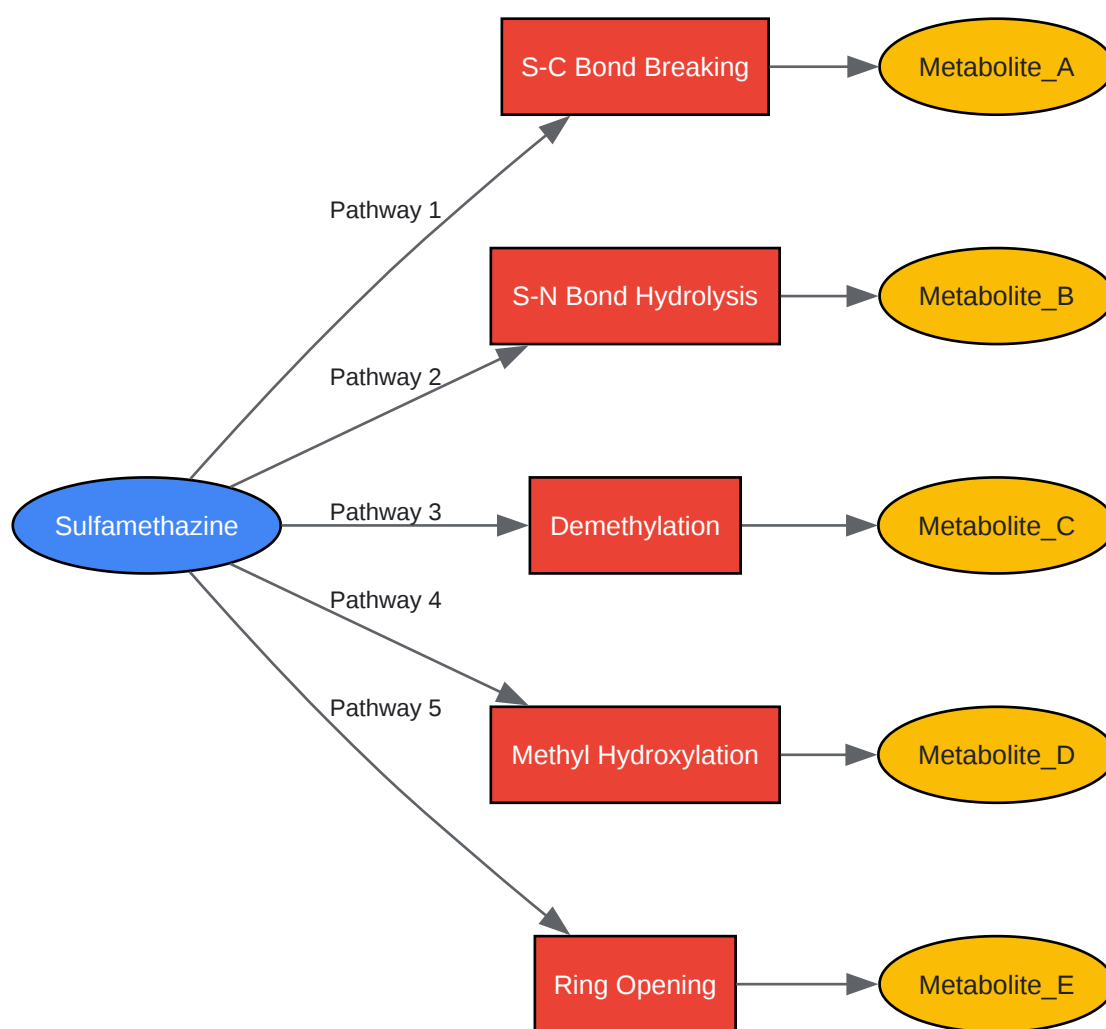 S-C Bond Breaking
Metabolite_A
Pathway 1
S-N Bond Hydrolysis
Metabolite_B
Pathway 2
Sulfamethazine
Pathway 3
Demethylation
Metabolite_C
Pathway 4
Methyl Hydroxylation
Metabolite_D
Pathway 5
Ring Opening
Metabolite_E